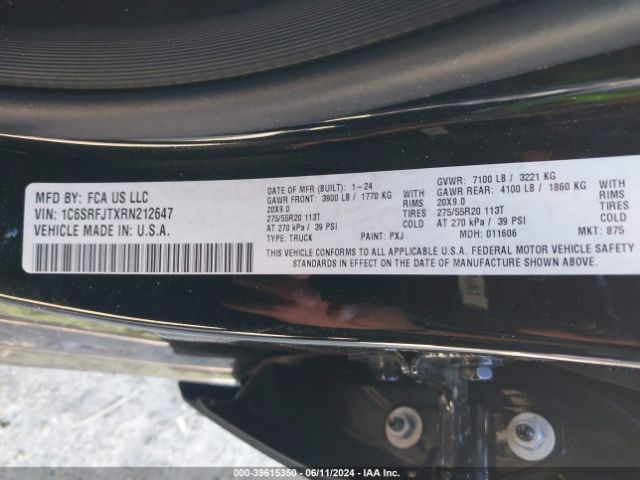 MFD BY: FCA US LLC
VIN: 1C6SRFJTXRN212647
VEHICLE MADE IN: U.S.A.
DATE OF MFR (BUILT): 1-24
GAWR FRONT: 3900 LB / 1770 KG WITH
20X9.0 RIMS
275/55R20 113T TIRES
AT 270 kPa / 39 PSI COLD
TYPE: TRUCK PAINT: PXJ
GVWR: 7100 LB / 3221 KG
GAWR REAR: 4100 LB / 1860 KG WITH
20X9.0 RIMS
275/55R20 113T TIRES
AT 270 kPa / 39 PSI COLD
MDH: 011606 MKT: 875
THIS VEHICLE CONFORMS TO ALL APPLICABLE U.S.A. FEDERAL MOTOR VEHICLE SAFETY
STANDARDS IN EFFECT ON THE DATE OF MANUFACTURE SHOWN ABOVE.
000-39615350 - 06/11/2024 - IAA Inc.